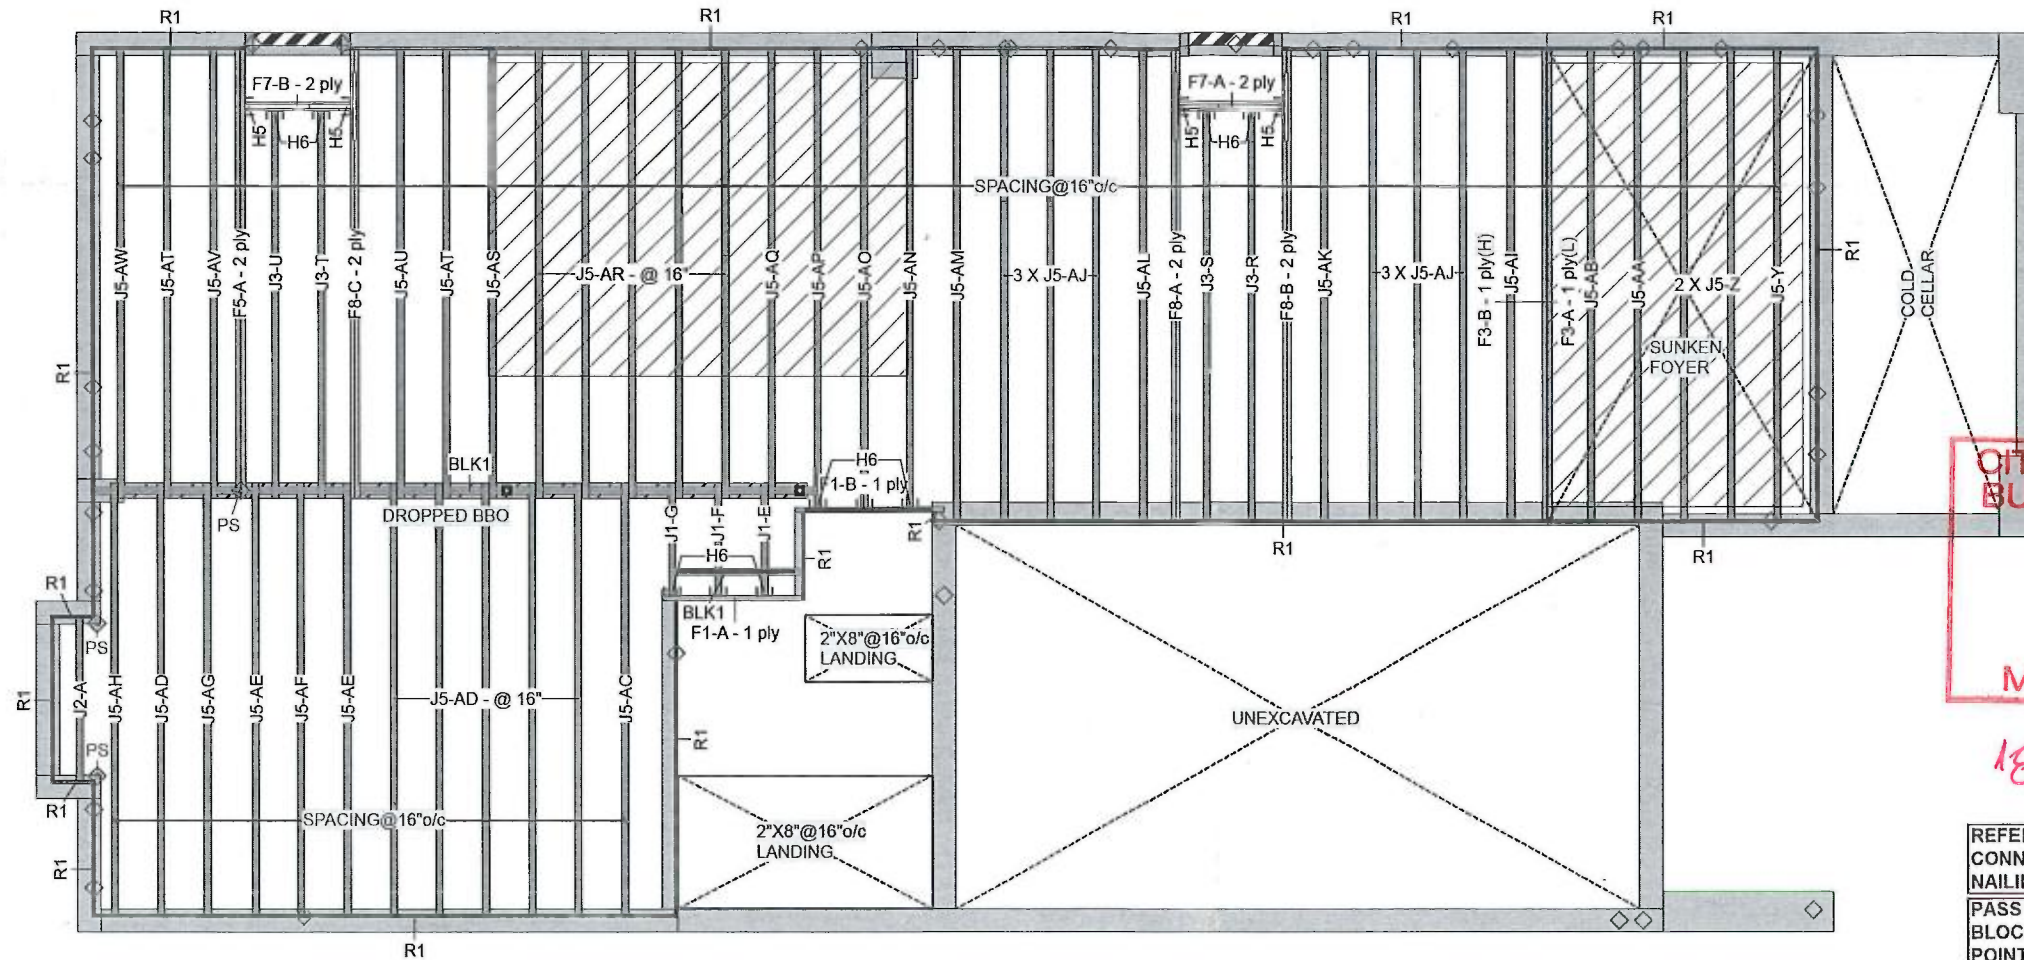 R1
R1
R1
R1
F7-B - 2 ply
H5
H6
H5
F7-A - 2 ply
H5
H6
H5
SPACING@16"o/c
J5-AW
J5-AT
J5-AV
F5-A - 2 ply
J3-U
J3-T
F8-C - 2 ply
J5-AU
J5-AT
J5-AS
J5-AR - @ 16"
J5-AQ
J5-AP
J5-AO
J5-AN
J5-AM
3 X J5-AJ
J5-AL
F8-A - 2 ply
J3-S
J3-R
F8-B - 2 ply
J5-AK
3 X J5-AJ
F3-B - 1 ply(H)
J5-AI
F3-A - 1 ply(L)
J5-AB
J5-AA
2 X J5-Z
J5-Y
R1
COLD
CELLAR
SUNKEN
FOYER
R1
BLK1
H6
F1-B - 1 ply
PS
DROPPED BBO
J1-G
J1-F
J1-E
R1
R1
R1
R1
H6
R1
BLK1
F1-A - 1 ply
2"X8"@16"o/c
LANDING
PS
R1
J2-A
J5-AH
J5-AD
J5-AG
J5-AE
J5-AF
J5-AE
J5-AD - @ 16"
J5-AC
R1
PS
UNEXCAVATED
R1
SPACING@16"o/c
2"X8"@16"o/c
LANDING
R1
R1